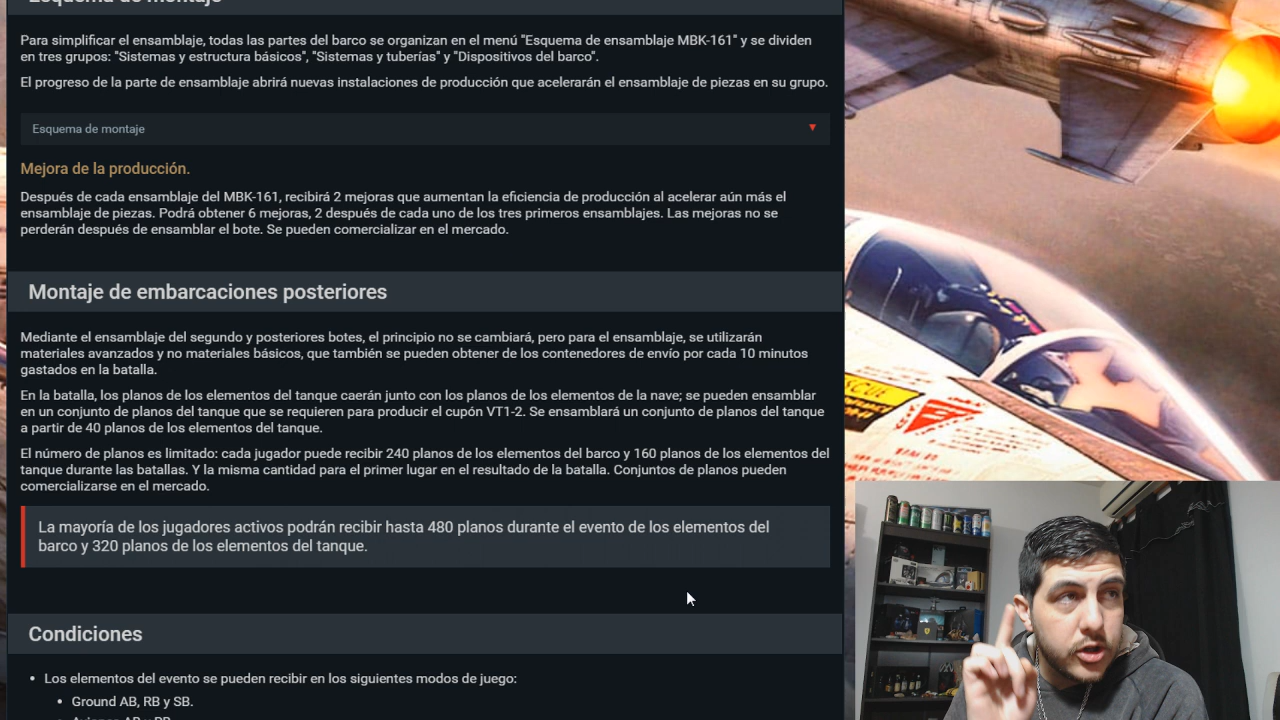 Esquema de montaje
Para simplificar el ensamblaje, todas las partes del barco se organizan en el menú "Esquema de ensamblaje MBK-161" y se dividen
en tres grupos: "Sistemas y estructura básicos", "Sistemas y tuberías" y "Dispositivos del barco".
El progreso de la parte de ensamblaje abrirá nuevas instalaciones de producción que acelerarán el ensamblaje de piezas en su grupo.
Esquema de montaje
Mejora de la producción.
Después de cada ensamblaje del MBK-161, recibirá 2 mejoras que aumentan la eficiencia de producción al acelerar aún más el
ensamblaje de piezas. Podrá obtener 6 mejoras, 2 después de cada uno de los tres primeros ensamblajes. Las mejoras no se
perderán después de ensamblar el bote. Se pueden comercializar en el mercado.
Montaje de embarcaciones posteriores
Mediante el ensamblaje del segundo y posteriores botes, el principio no se cambiará, pero para el ensamblaje, se utilizarán
materiales avanzados y no materiales básicos, que también se pueden obtener de los contenedores de envío por cada 10 minutos
gastados en la batalla.
En la batalla, los planos de los elementos del tanque caerán junto con los planos de los elementos de la nave; se pueden ensamblar
en un conjunto de planos del tanque que se requieren para producir el cupón VT1-2. Se ensamblará un conjunto de planos del tanque
a partir de 40 planos de los elementos del tanque.
El número de planos es limitado: cada jugador puede recibir 240 planos de los elementos del barco y 160 planos de los elementos del
tanque durante las batallas. Y la misma cantidad para el primer lugar en el resultado de la batalla. Conjuntos de planos pueden
comercializarse en el mercado.
La mayoría de los jugadores activos podrán recibir hasta 480 planos durante el evento de los elementos del
barco y 320 planos de los elementos del tanque.
Condiciones
• Los elementos del evento se pueden recibir en los siguientes modos de juego:
• Ground AB, RB y SB.